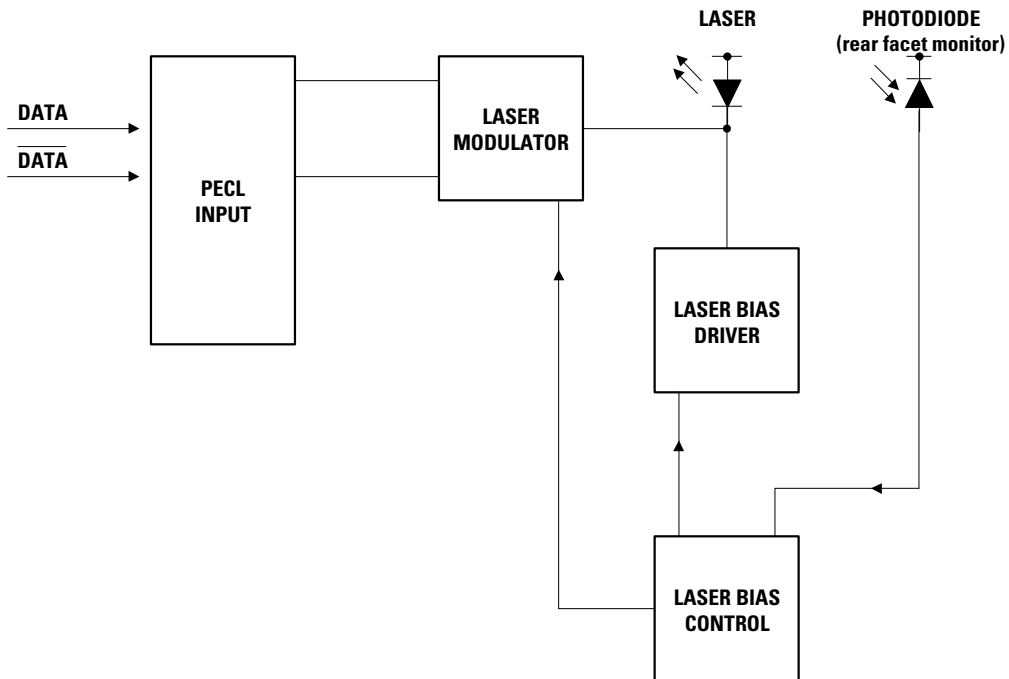 LASER
PHOTODIODE
(rear facet monitor)
DATA
DATA
PECL
INPUT
LASER
MODULATOR
LASER BIAS
DRIVER
LASER BIAS
CONTROL